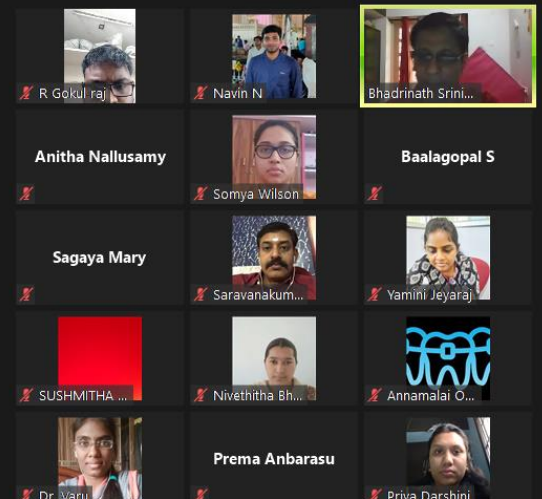 R Gokul raj
Navin N
Bhadrinath Srini...
Anitha Nallusamy
Somya Wilson
Baalagopal S
Sagaya Mary
Saravanakum...
Yamini Jeyaraj
SUSHMITHA ...
Nivethitha Bh...
Annamalai O...
Dr. Varu
Prema Anbarasu
Priya Darshini